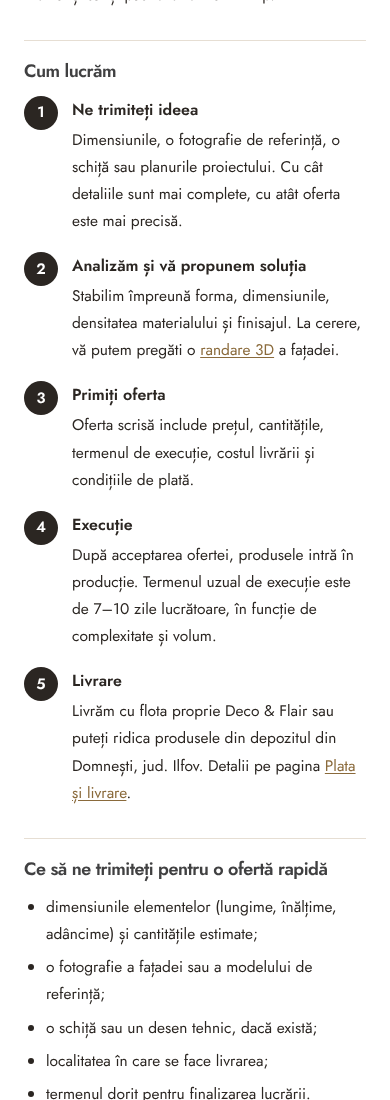 Cum lucrăm
1
Ne trimiteți ideea
Dimensiunile, o fotografie de referință, o
schiță sau planurile proiectului. Cu cât
detaliile sunt mai complete, cu atât oferta
este mai precisă.
2
Analizăm și vă propunem soluția
Stabilim împreună forma, dimensiunile,
densitatea materialului și finisajul. La cerere,
vă putem pregăti o randare 3D a fațadei.
3
Primiți oferta
Oferta scrisă include prețul, cantitățile,
termenul de execuție, costul livrării și
condițiile de plată.
4
Execuție
După acceptarea ofertei, produsele intră în
producție. Termenul uzual de execuție este
de 7–10 zile lucrătoare, în funcție de
complexitate și volum.
5
Livrare
Livrăm cu flota proprie Deco & Flair sau
puteți ridica produsele din depozitul din
Domnești, jud. Ilfov. Detalii pe pagina Plata
și livrare.
Ce să ne trimiteți pentru o ofertă rapidă
• dimensiunile elementelor (lungime, înălțime,
adâncime) și cantitățile estimate;
• o fotografie a fațadei sau a modelului de
referință;
• o schiță sau un desen tehnic, dacă există;
• localitatea în care se face livrarea;
• termenul dorit pentru finalizarea lucrării.